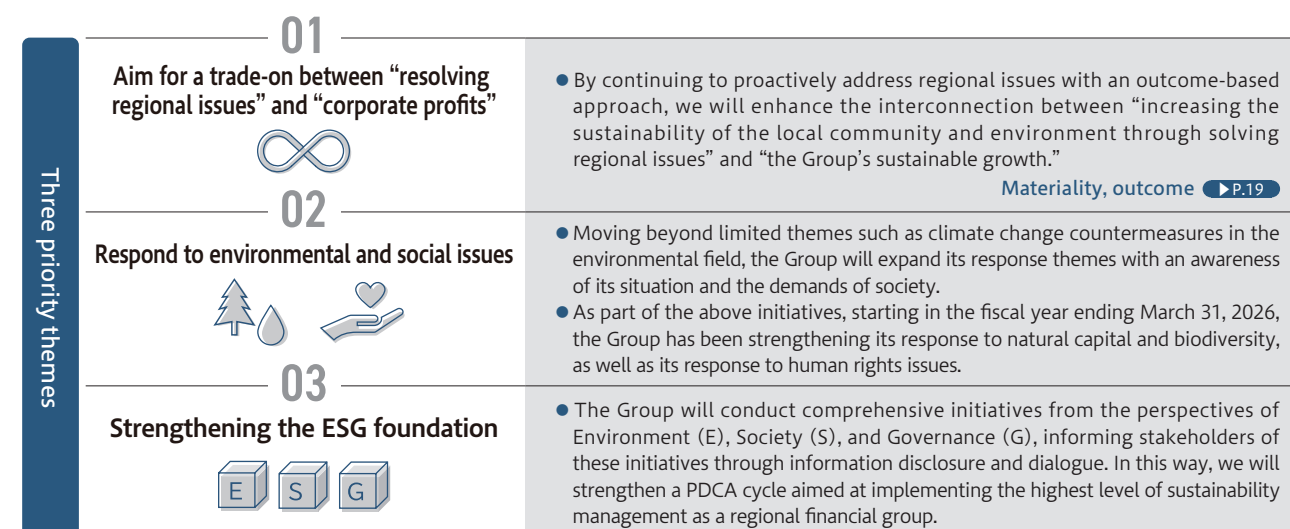 Three priority themes
01
Aim for a trade-on between “resolving
regional issues” and “corporate profits”
● By continuing to proactively address regional issues with an outcome-based
approach, we will enhance the interconnection between “increasing the
sustainability of the local community and environment through solving
regional issues” and “the Group’s sustainable growth.”
Materiality, outcome ▶P.19
02
Respond to environmental and social issues
● Moving beyond limited themes such as climate change countermeasures in the
environmental field, the Group will expand its response themes with an awareness
of its situation and the demands of society.
● As part of the above initiatives, starting in the fiscal year ending March 31, 2026,
the Group has been strengthening its response to natural capital and biodiversity,
as well as its response to human rights issues.
03
Strengthening the ESG foundation
E S G
● The Group will conduct comprehensive initiatives from the perspectives of
Environment (E), Society (S), and Governance (G), informing stakeholders of
these initiatives through information disclosure and dialogue. In this way, we will
strengthen a PDCA cycle aimed at implementing the highest level of sustainability
management as a regional financial group.